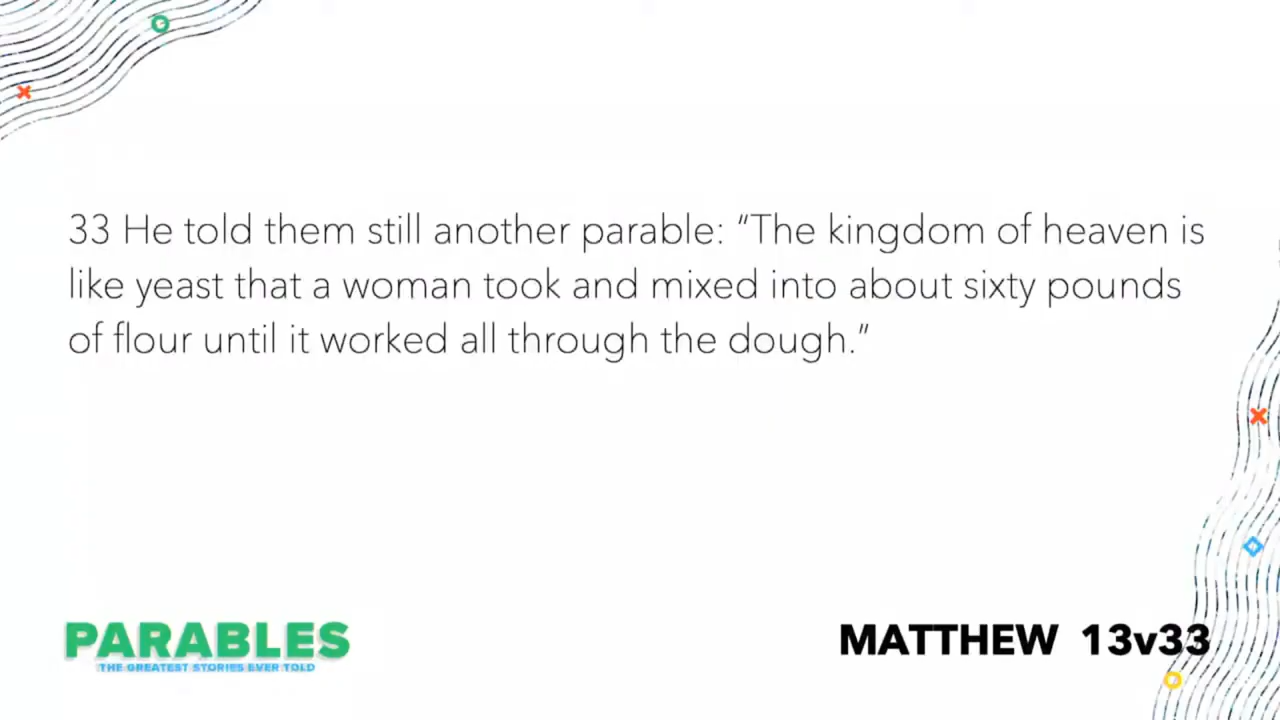 33 He told them still another parable: “The kingdom of heaven is
like yeast that a woman took and mixed into about sixty pounds
of flour until it worked all through the dough.”
PARABLES
THE GREATEST STORIES EVER TOLD
MATTHEW 13v33